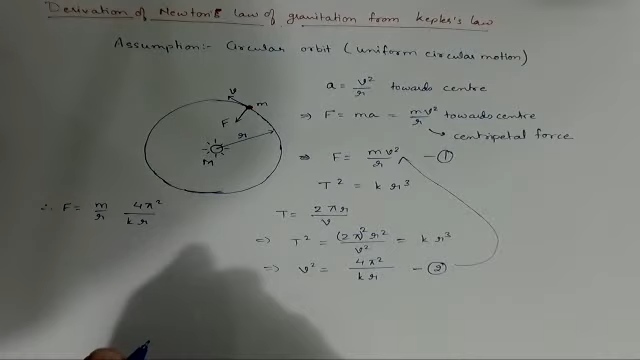 Derivation of Newton's law of gravitation from Kepler's law
Assumption:- Circular orbit (uniform circular motion)
a = v²/r towards centre
⇒ F = ma = mv²/r towards centre
centripetal force
v
m
F
r
M
⇒ F = mv²/r — ①
T² = k r³
T = 2πr/v
⇒ T² = (2π)² r²/v² = k r³
⇒ v² = 4π²/kr — ②
∴ F = m/r 4π²/kr